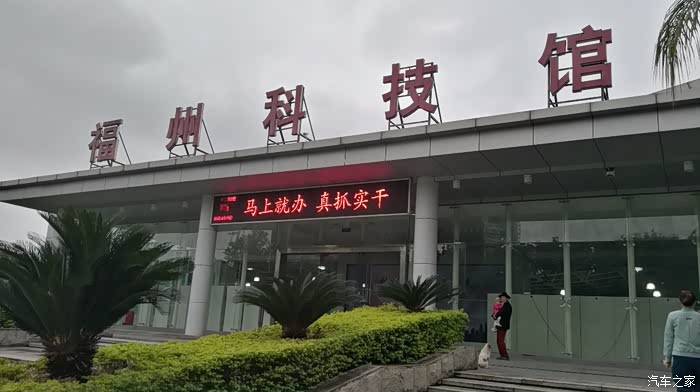 福州科技馆
马上就办 真抓实干
汽车之家